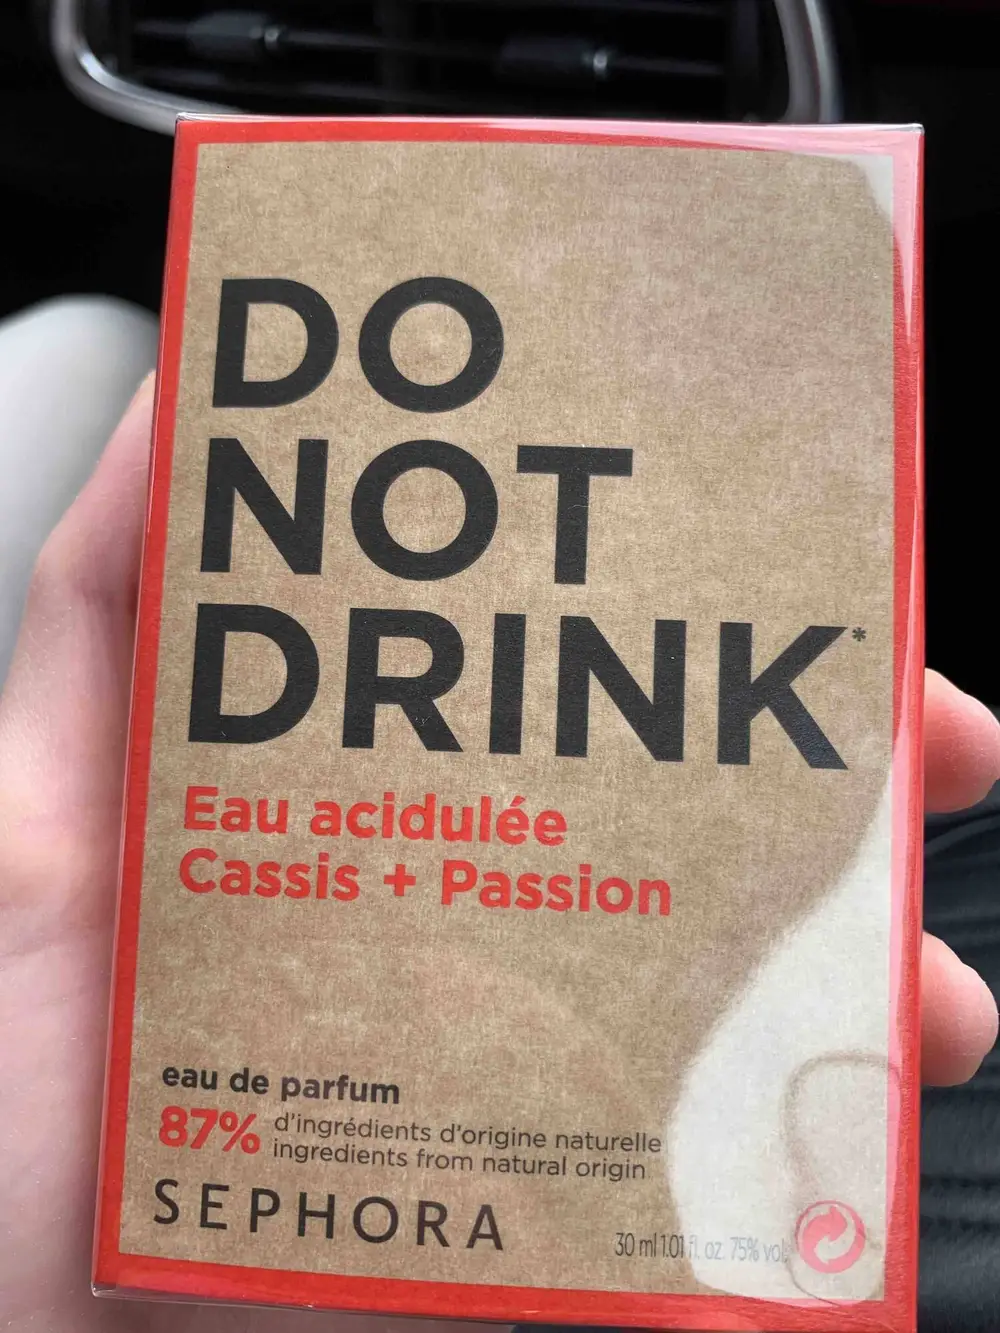 DO
NOT
DRINK*
Eau acidulée
Cassis + Passion
eau de parfum
87% d'ingrédients d'origine naturelle
ingredients from natural origin
SEPHORA
30 ml 1.01 fl. oz. 75% vol.